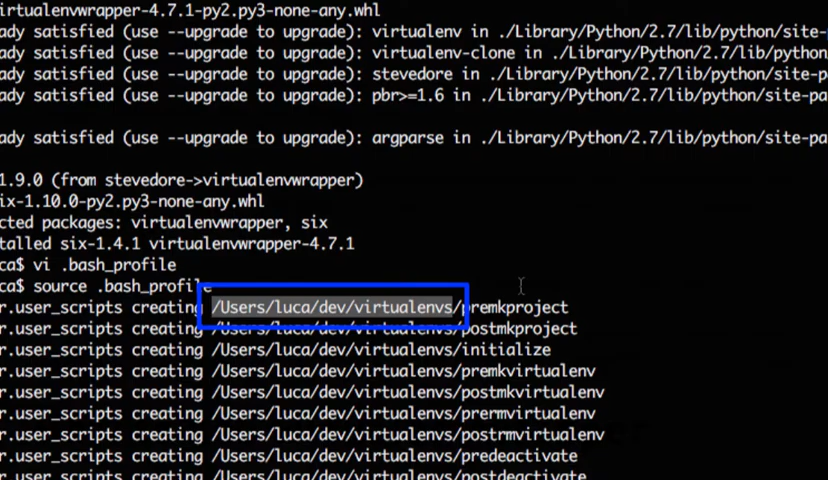 irtualenvwrapper-4.7.1-py2.py3-none-any.whl
ady satisfied (use --upgrade to upgrade): virtualenv in ./Library/Python/2.7/lib/python/site-p
ady satisfied (use --upgrade to upgrade): virtualenv-clone in ./Library/Python/2.7/lib/python/
ady satisfied (use --upgrade to upgrade): stevedore in ./Library/Python/2.7/lib/python/site-pa
ady satisfied (use --upgrade to upgrade): pbr>=1.6 in ./Library/Python/2.7/lib/python/site-pa
ady satisfied (use --upgrade to upgrade): argparse in ./Library/Python/2.7/lib/python/site-pa
1.9.0 (from stevedore->virtualenvwrapper)
ix-1.10.0-py2.py3-none-any.whl
cted packages: virtualenvwrapper, six
talled six-1.4.1 virtualenvwrapper-4.7.1
ca$ vi .bash_profile
ca$ source .bash_profile
r.user_scripts creating /Users/luca/dev/virtualenvs/premkproject
r.user_scripts creating /Users/luca/dev/virtualenvs/postmkproject
r.user_scripts creating /Users/luca/dev/virtualenvs/initialize
r.user_scripts creating /Users/luca/dev/virtualenvs/premkvirtualenv
r.user_scripts creating /Users/luca/dev/virtualenvs/postmkvirtualenv
r.user_scripts creating /Users/luca/dev/virtualenvs/prermvirtualenv
r.user_scripts creating /Users/luca/dev/virtualenvs/postrmvirtualenv
r.user_scripts creating /Users/luca/dev/virtualenvs/predeactivate
r.user_scripts creating /Users/luca/dev/virtualenvs/postdeactivate